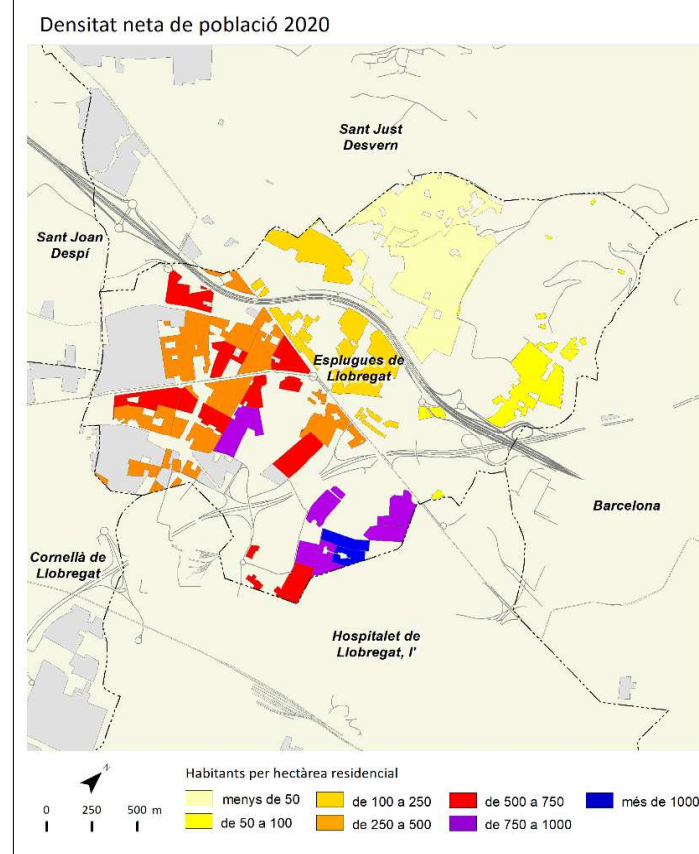 Densitat neta de població 2020
Sant Just
Desvern
Sant Joan
Despí
Esplugues de
Llobregat
Barcelona
Cornellà de
Llobregat
Hospitalet de
Llobregat, l'
N
Habitants per hectàrea residencial
menys de 50
de 100 a 250
de 500 a 750
més de 1000
de 50 a 100
de 250 a 500
de 750 a 1000
0 250 500 m